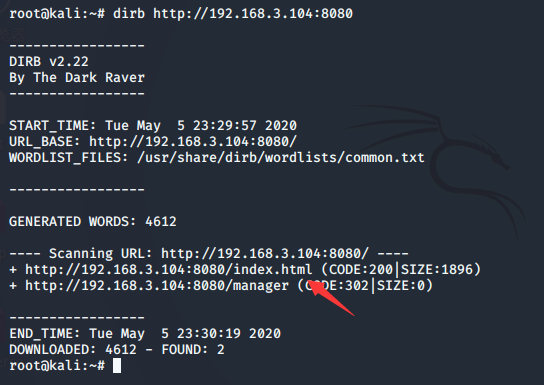 root@kali:~# dirb http://192.168.3.104:8080
-----------------
DIRB v2.22
By The Dark Raver
-----------------
START_TIME: Tue May  5 23:29:57 2020
URL_BASE: http://192.168.3.104:8080/
WORDLIST_FILES: /usr/share/dirb/wordlists/common.txt
-----------------
GENERATED WORDS: 4612
---- Scanning URL: http://192.168.3.104:8080/ ----
+ http://192.168.3.104:8080/index.html (CODE:200|SIZE:1896)
+ http://192.168.3.104:8080/manager (CODE:302|SIZE:0)
-----------------
END_TIME: Tue May  5 23:30:19 2020
DOWNLOADED: 4612 - FOUND: 2
root@kali:~#